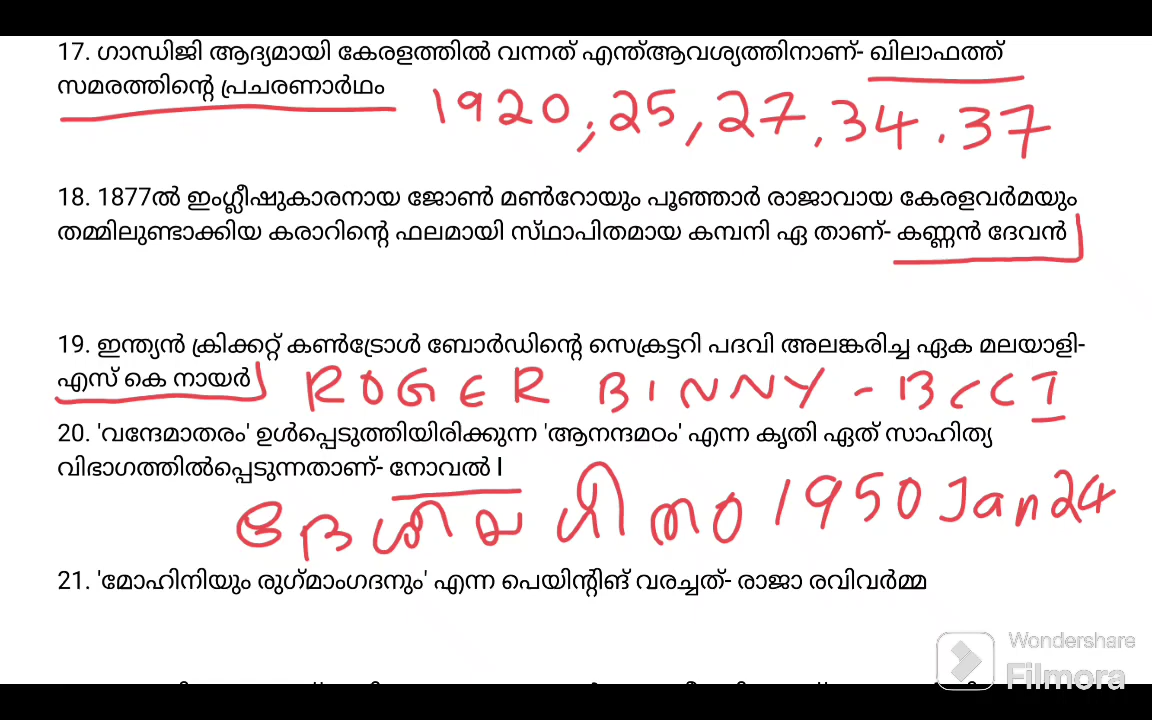 17. ഗാന്ധിജി ആദ്യമായി കേരളത്തിൽ വന്നത് എന്ത്ആവശ്യത്തിനാണ്- ഖിലാഫത്ത്
സമരത്തിന്റെ പ്രചരണാർഥം
1920, 25, 27, 34. 37
18. 1877ൽ ഇംഗ്ലീഷുകാരനായ ജോൺ മൺറോയും പൂഞ്ഞാർ രാജാവായ കേരളവർമയും
തമ്മിലുണ്ടാക്കിയ കരാറിന്റെ ഫലമായി സ്ഥാപിതമായ കമ്പനി ഏ താണ്- കണ്ണൻ ദേവൻ
19. ഇന്ത്യൻ ക്രിക്കറ്റ് കൺട്രോൾ ബോർഡിന്റെ സെക്രട്ടറി പദവി അലങ്കരിച്ച ഏക മലയാളി-
എസ് കെ നായർ ROGER BINNY - BCCI
20. 'വന്ദേമാതരം' ഉൾപ്പെടുത്തിയിരിക്കുന്ന 'ആനന്ദമഠം' എന്ന കൃതി ഏത് സാഹിത്യ
വിഭാഗത്തിൽപ്പെടുന്നതാണ്- നോവൽ l
ദേശീയ ഗീതം 1950 Jan 24
21. 'മോഹിനിയും രുഗ്മാംഗദനും' എന്ന പെയിന്റിങ് വരച്ചത്- രാജാ രവിവർമ്മ
Wondershare
Filmora